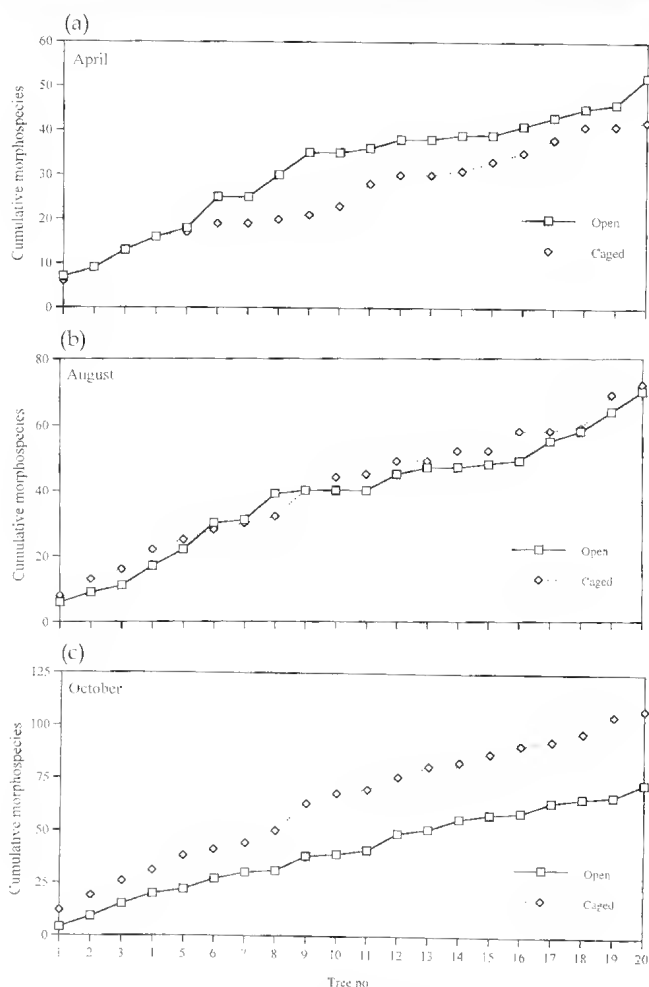 (a)
60
April
50
40
30
20
10
0
Cumulative morphospecies
Open
Caged
(b)
80
August
60
40
20
0
Cumulative morphospecies
Open
Caged
(c)
125
October
100
75
50
25
0
Cumulative morphospecies
Open
Caged
1 2 3 4 5 6 7 8 9 10 11 12 13 14 15 16 17 18 19 20
Tree no